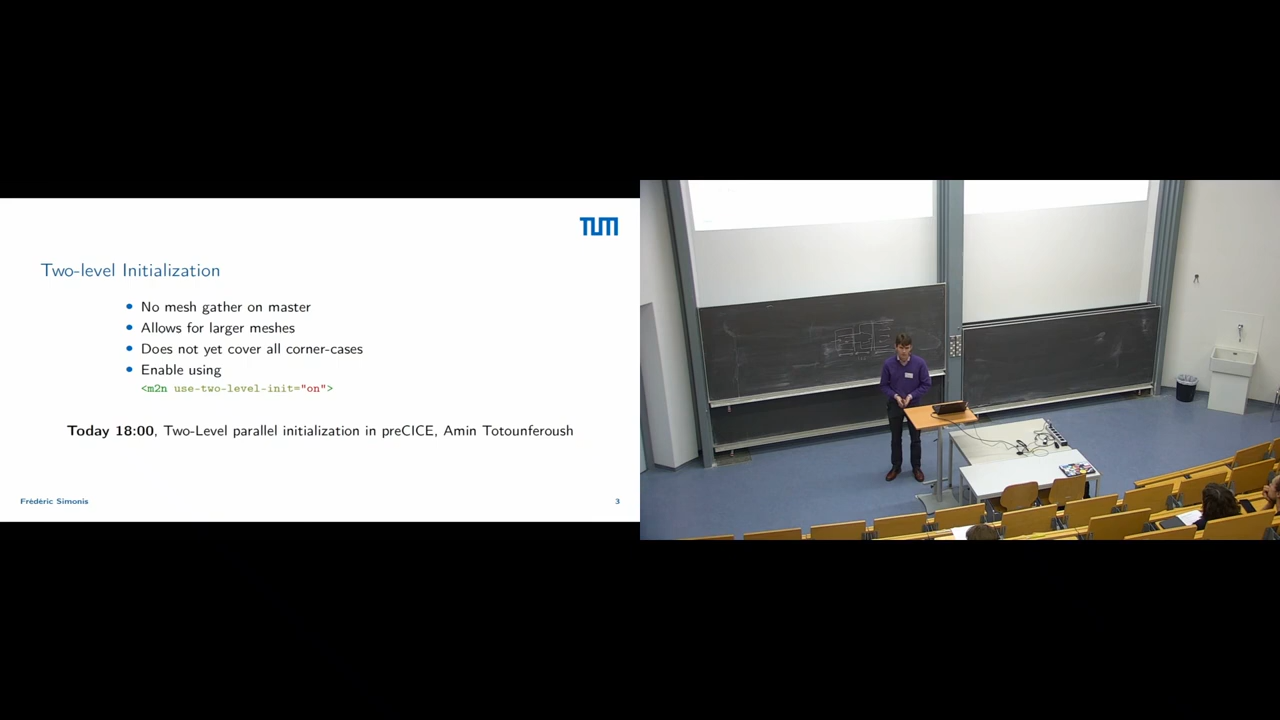 TUM
Two-level Initialization
• No mesh gather on master
• Allows for larger meshes
• Does not yet cover all corner-cases
• Enable using
<m2n use-two-level-init="on">
Today 18:00, Two-Level parallel initialization in preCICE, Amin Totounferoush
Frédéric Simonis
3